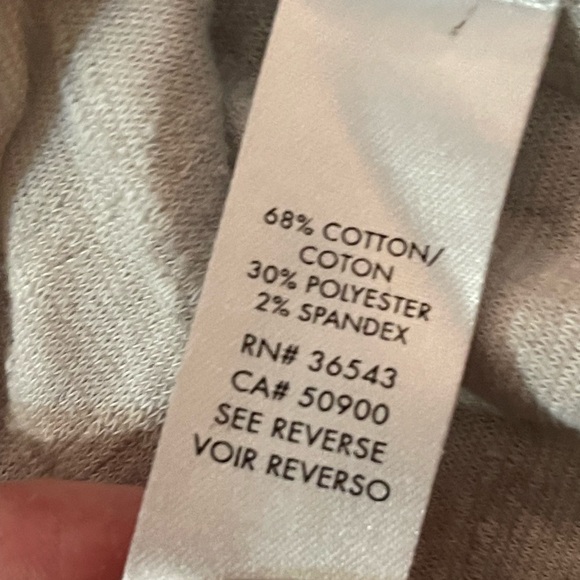 68% COTTON/
COTON
30% POLYESTER
2% SPANDEX
RN# 36543
CA# 50900
SEE REVERSE
VOIR REVERSO